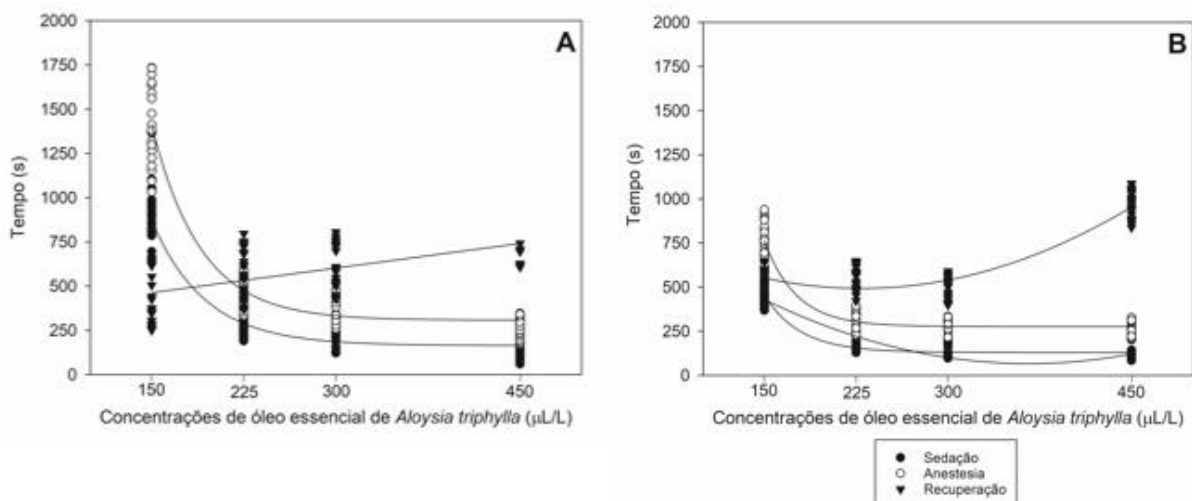 A
Tempo (s)
2000
1750
1500
1250
1000
750
500
250
0
150
225
300
450
Concentrações de óleo essencial de Aloysia triphylla (µL/L)
B
Tempo (s)
2000
1750
1500
1250
1000
750
500
250
0
150
225
300
450
Concentrações de óleo essencial de Aloysia triphylla (µL/L)
Sedação
Anestesia
Recuperação